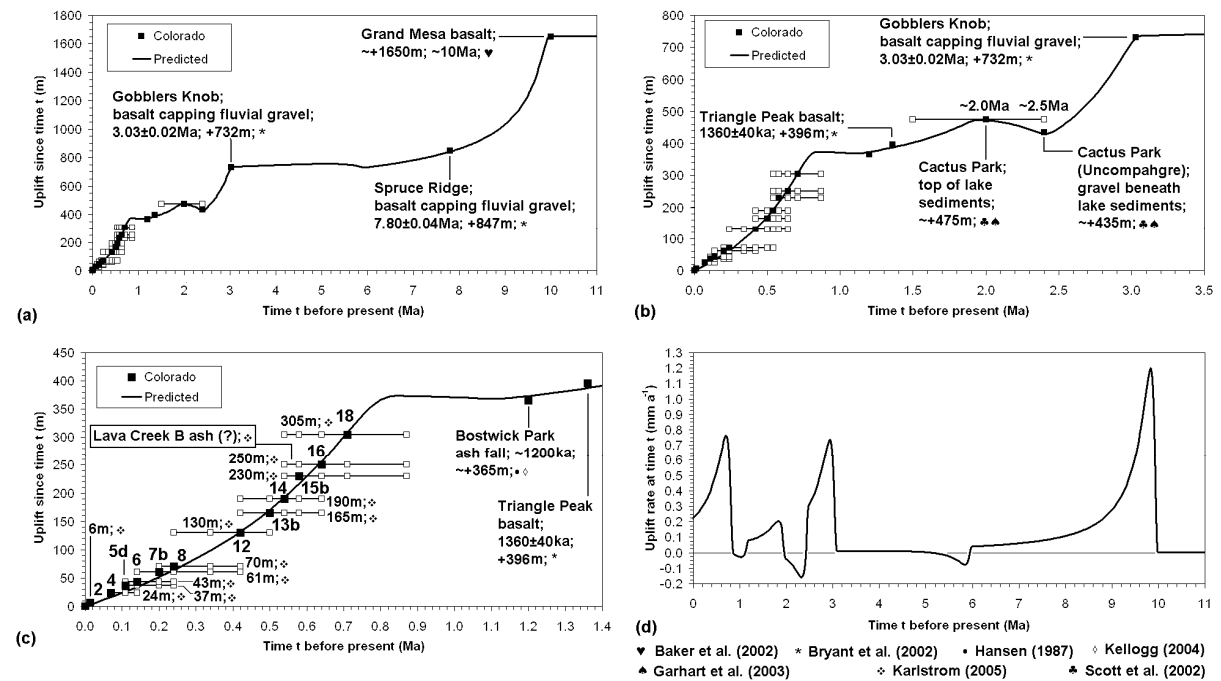 Uplift since time t (m)
1800
1600
1400
1200
1000
800
600
400
200
0
Colorado
Predicted
Grand Mesa basalt;
~+1650m; ~10Ma; ♥
Gobblers Knob;
basalt capping fluvial gravel;
3.03±0.02Ma; +732m; *
Spruce Ridge;
basalt capping fluvial gravel;
7.80±0.04Ma; +847m; *
0 1 2 3 4 5 6 7 8 9 10 11
Time t before present (Ma)
(a)
Uplift since time t (m)
800
700
600
500
400
300
200
100
0
Colorado
Predicted
Gobblers Knob;
basalt capping fluvial gravel;
3.03±0.02Ma; +732m; *
Triangle Peak basalt;
1360±40ka; +396m; *
~2.0Ma ~2.5Ma
Cactus Park;
top of lake
sediments;
~+475m; ♣♠
Cactus Park
(Uncompahgre);
gravel beneath
lake sediments;
~+435m; ♣♠
0.0 0.5 1.0 1.5 2.0 2.5 3.0 3.5
Time t before present (Ma)
(b)
Uplift since time t (m)
450
400
350
300
250
200
150
100
50
0
Colorado
Predicted
305m; ❖ 18
Lava Creek B ash (?); ❖
250m; ❖ 16
230m; ❖ 15b
14 190m; ❖
13b 165m; ❖
130m; ❖ 12
6m; ❖
2 4 5d 6 7b 8
70m; ❖
61m; ❖
43m; ❖
24m; ❖ 37m; ❖
Bostwick Park
ash fall; ~1200ka;
~+365m; • ◊
Triangle Peak
basalt;
1360±40ka;
+396m; *
0.0 0.1 0.2 0.3 0.4 0.5 0.6 0.7 0.8 0.9 1.0 1.1 1.2 1.3 1.4
Time t before present (Ma)
(c)
Uplift rate at time t (mm a⁻¹)
1.3
1.2
1.1
1.0
0.9
0.8
0.7
0.6
0.5
0.4
0.3
0.2
0.1
0.0
-0.1
-0.2
0 1 2 3 4 5 6 7 8 9 10 11
Time t before present (Ma)
(d)
♥ Baker et al. (2002) * Bryant et al. (2002) • Hansen (1987) ◊ Kellogg (2004)
♠ Garhart et al. (2003) ❖ Karlstrom (2005) ♣ Scott et al. (2002)